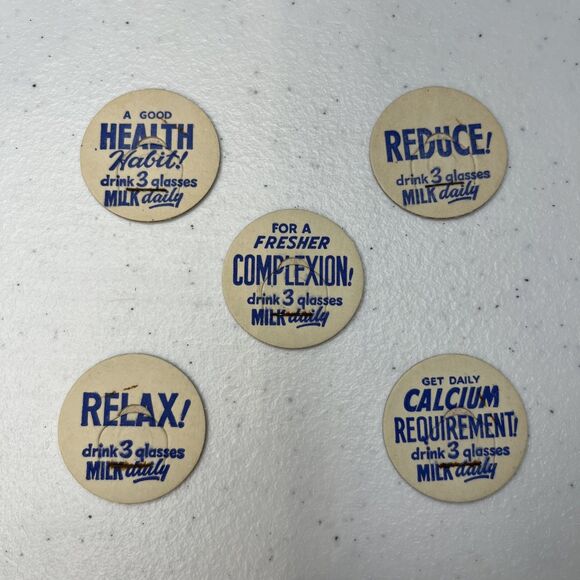 A GOOD
HEALTH
Habit!
drink 3 glasses
MILK daily
REDUCE!
drink 3 glasses
MILK daily
FOR A
FRESHER
COMPLEXION!
drink 3 glasses
MILK daily
RELAX!
drink 3 glasses
MILK daily
GET DAILY
CALCIUM
REQUIREMENT!
drink 3 glasses
MILK daily